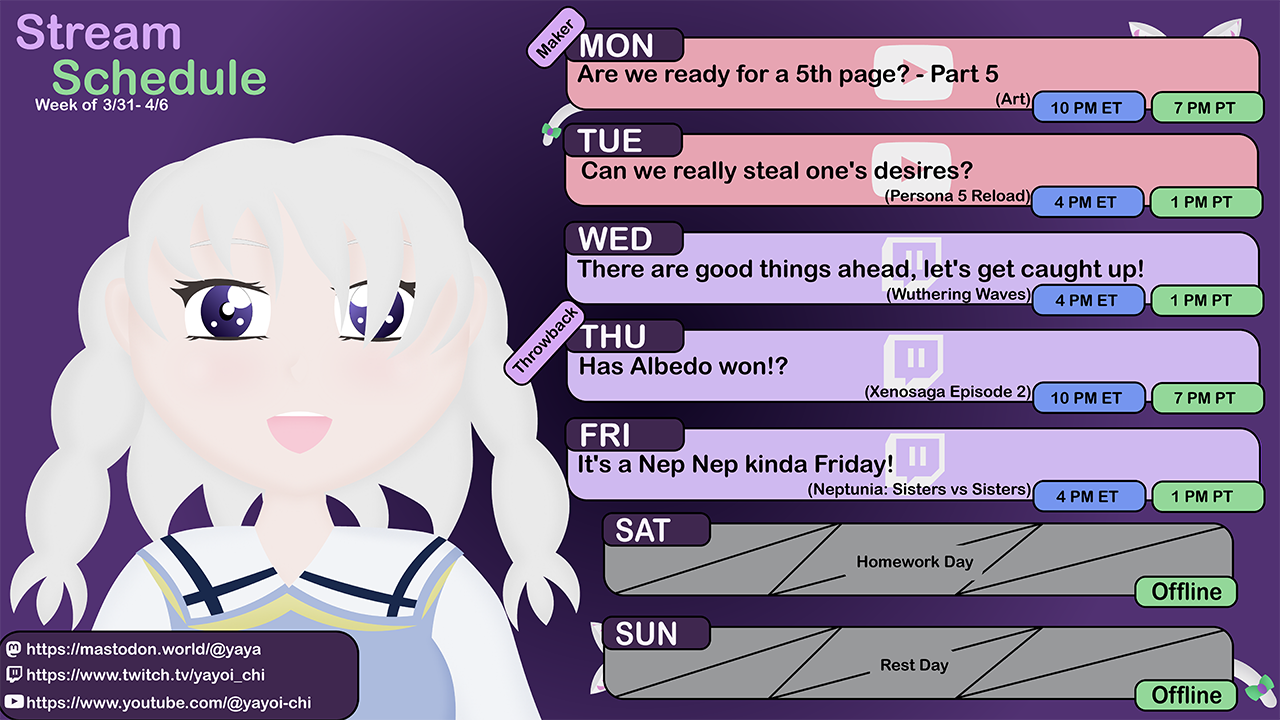 Stream
Schedule
Week of 3/31- 4/6
Maker
MON
Are we ready for a 5th page? - Part 5
(Art)
10 PM ET
7 PM PT
TUE
Can we really steal one's desires?
(Persona 5 Reload)
4 PM ET
1 PM PT
WED
There are good things ahead, let's get caught up!
(Wuthering Waves)
4 PM ET
1 PM PT
Throwback
THU
Has Albedo won!?
(Xenosaga Episode 2)
10 PM ET
7 PM PT
FRI
It's a Nep Nep kinda Friday!
(Neptunia: Sisters vs Sisters)
4 PM ET
1 PM PT
SAT
Homework Day
Offline
SUN
Rest Day
Offline
https://mastodon.world/@yaya
https://www.twitch.tv/yayoi_chi
https://www.youtube.com/@yayoi-chi